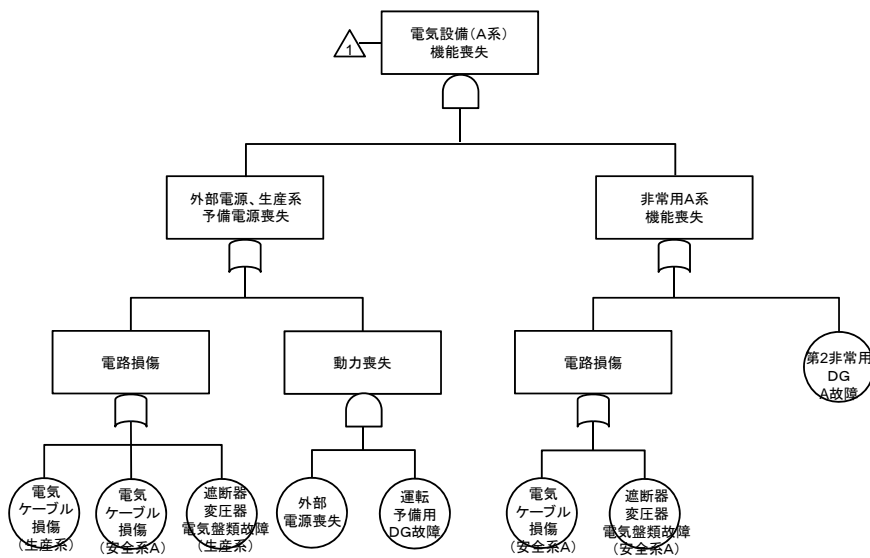 電気設備(A系)
機能喪失
1
外部電源、生産系
予備電源喪失
非常用A系
機能喪失
電路損傷
動力喪失
電路損傷
第2非常用
DG
A故障
電気
ケーブル
損傷
(生産系)
電気
ケーブル
損傷
(安全系A)
遮断器
変圧器
電気盤類故障
(生産系)
外部
電源喪失
運転
予備用
DG故障
電気
ケーブル
損傷
(安全系A)
遮断器
変圧器
電気盤類故障
(安全系A)